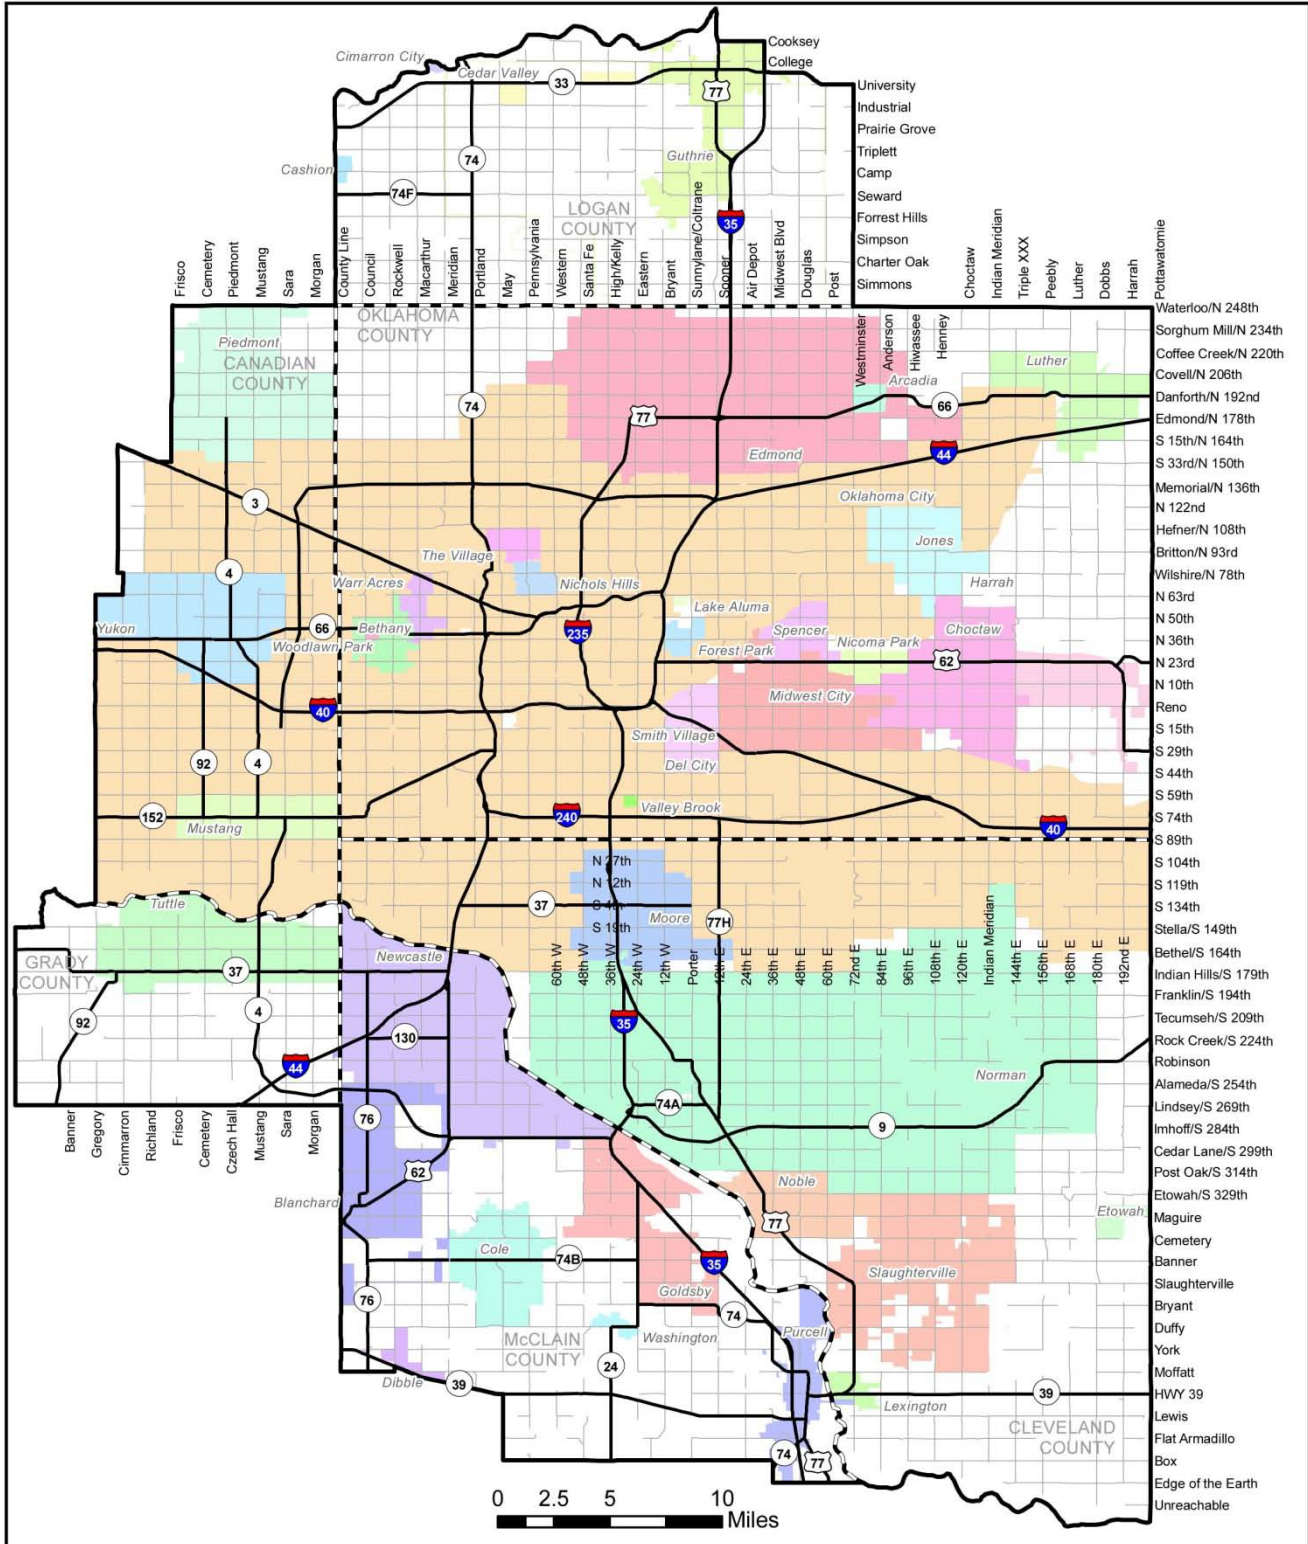 Cooksey
College
Cimarron City
Cedar Valley
33
77
University
Industrial
Prairie Grove
Triplett
Camp
Seward
Forrest Hills
Simpson
Charter Oak
Simmons
Guthrie
74
Cashion
74F
LOGAN
COUNTY
35
Frisco
Cemetery
Piedmont
Mustang
Sara
Morgan
County Line
Council
Rockwell
Macarthur
Meridian
Portland
May
Pennsylvania
Western
Santa Fe
High/Kelly
Eastern
Bryant
Sunnylane/Coltrane
Sooner
Air Depot
Midwest Blvd
Douglas
Post
Westminster
Anderson
Hiwassee
Henney
Choctaw
Indian Meridian
Triple XXX
Peebly
Luther
Dobbs
Harrah
Pottawatomie
Waterloo/N 248th
Sorghum Mill/N 234th
Coffee Creek/N 220th
Covell/N 206th
Danforth/N 192nd
Edmond/N 178th
S 15th/N 164th
S 33rd/N 150th
Memorial/N 136th
N 122nd
Hefner/N 108th
Britton/N 93rd
Wilshire/N 78th
N 63rd
N 50th
N 36th
N 23rd
N 10th
Reno
S 15th
S 29th
S 44th
S 59th
S 74th
S 89th
S 104th
S 119th
S 134th
Stella/S 149th
Bethel/S 164th
Indian Hills/S 179th
Franklin/S 194th
Tecumseh/S 209th
Rock Creek/S 224th
Robinson
Alameda/S 254th
Lindsey/S 269th
Imhoff/S 284th
Cedar Lane/S 299th
Post Oak/S 314th
Etowah/S 329th
Maguire
Cemetery
Banner
Slaughterville
Bryant
Duffy
York
Moffatt
HWY 39
Lewis
Flat Armadillo
Box
Edge of the Earth
Unreachable
OKLAHOMA
COUNTY
Piedmont
CANADIAN
COUNTY
Luther
Arcadia
74
77
66
44
Edmond
Oklahoma City
3
The Village
Jones
4
Warr Acres
Nichols Hills
Harrah
Lake Aluma
Yukon
66
Bethany
235
Spencer
Nicoma Park
Choctaw
Woodlawn Park
Forest Park
62
Midwest City
40
Smith Village
Del City
92
4
152
Mustang
240
Valley Brook
40
N 27th
N 12th
S 4th
S 19th
37
Moore
77H
Tuttle
Newcastle
60th W
48th W
36th W
24th W
12th W
Porter
12th E
24th E
36th E
48th E
60th E
72nd E
84th E
96th E
108th E
120th E
Indian Meridian
144th E
156th E
168th E
180th E
192nd E
GRADY
COUNTY
37
92
4
130
35
44
Norman
Banner
Gregory
Cimmarron
Richland
Frisco
Cemetery
Czech Hall
Mustang
Sara
Morgan
76
74A
9
62
Noble
Blanchard
77
Etowah
Cole
74B
35
Slaughterville
76
Goldsby
74
McCLAIN
COUNTY
Washington
Purcell
24
Dibble
39
39
Lexington
CLEVELAND
COUNTY
74
77
0 2.5 5 10
Miles